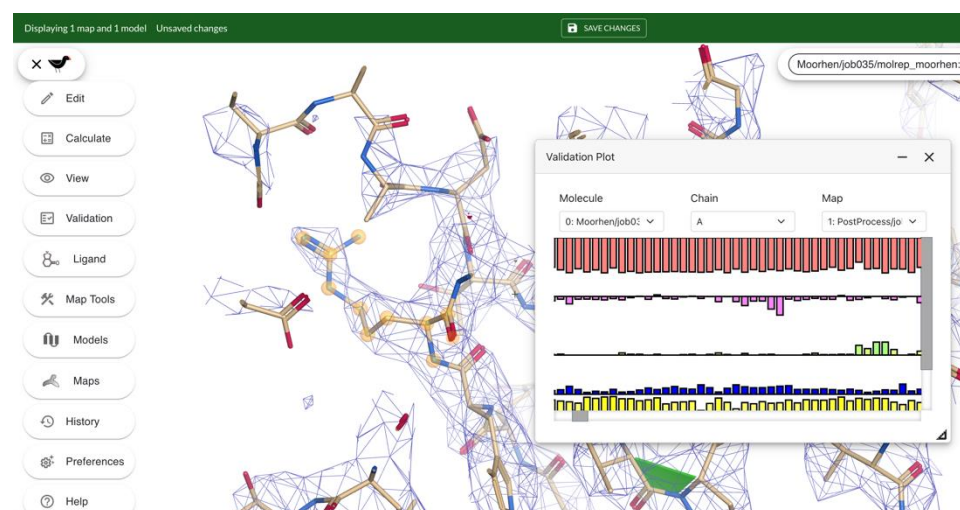 Displaying 1 map and 1 model Unsaved changes SAVE CHANGES
Moorhen/job035/molrep_moorhen:
Edit
Calculate
View
Validation
Ligand
Map Tools
Models
Maps
History
Preferences
Help
Validation Plot
Molecule Chain Map
0: Moorhen/job03 A 1: PostProcess/jo